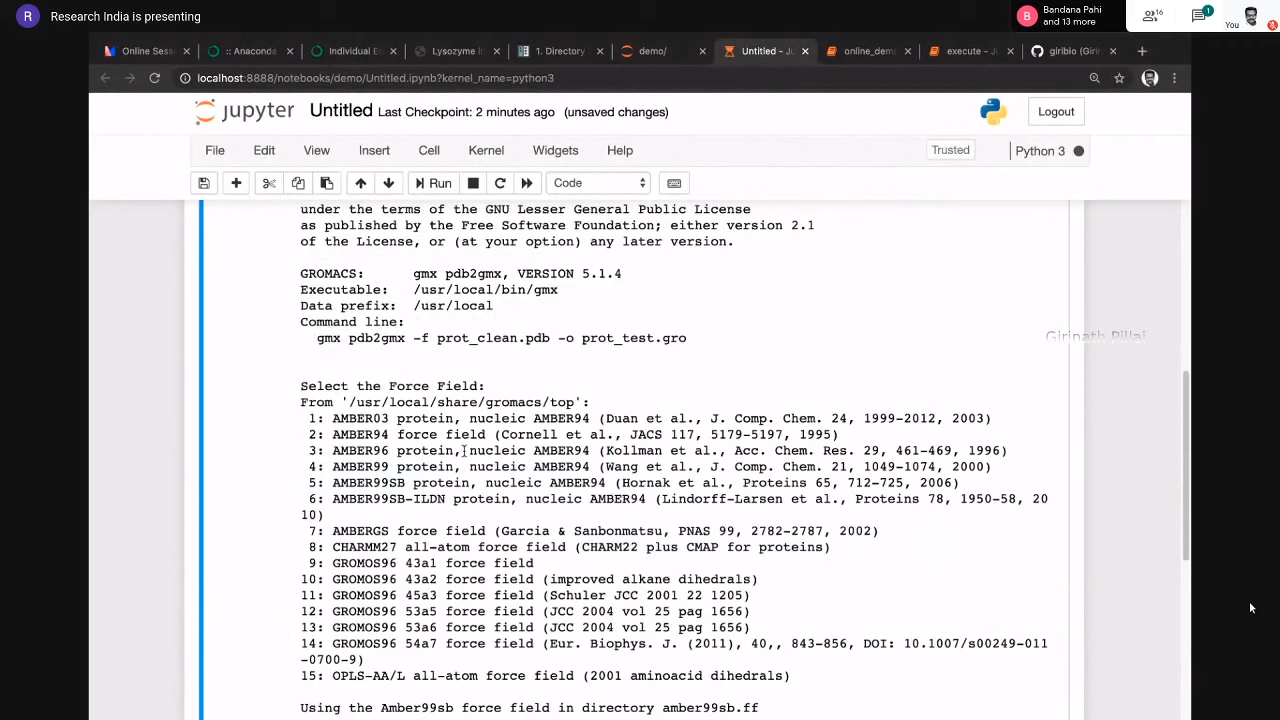 R Research India is presenting
B Bandana Pahi and 13 more
16
1
You
Online Sess
:: Anaconda
Individual E
Lysozyme in
1. Directory
demo/
Untitled - Ju
online_demo
execute - Ju
giribio (Girin
localhost:8888/notebooks/demo/Untitled.ipynb?kernel_name=python3
jupyter Untitled Last Checkpoint: 2 minutes ago (unsaved changes)
Logout
File Edit View Insert Cell Kernel Widgets Help
Trusted
Python 3
Run
Code
under the terms of the GNU Lesser General Public License
as published by the Free Software Foundation; either version 2.1
of the License, or (at your option) any later version.
GROMACS: gmx pdb2gmx, VERSION 5.1.4
Executable: /usr/local/bin/gmx
Data prefix: /usr/local
Command line:
gmx pdb2gmx -f prot_clean.pdb -o prot_test.gro
Girinath Pillai
Select the Force Field:
From '/usr/local/share/gromacs/top':
1: AMBER03 protein, nucleic AMBER94 (Duan et al., J. Comp. Chem. 24, 1999-2012, 2003)
2: AMBER94 force field (Cornell et al., JACS 117, 5179-5197, 1995)
3: AMBER96 protein, nucleic AMBER94 (Kollman et al., Acc. Chem. Res. 29, 461-469, 1996)
4: AMBER99 protein, nucleic AMBER94 (Wang et al., J. Comp. Chem. 21, 1049-1074, 2000)
5: AMBER99SB protein, nucleic AMBER94 (Hornak et al., Proteins 65, 712-725, 2006)
6: AMBER99SB-ILDN protein, nucleic AMBER94 (Lindorff-Larsen et al., Proteins 78, 1950-58, 20
10)
7: AMBERGS force field (Garcia & Sanbonmatsu, PNAS 99, 2782-2787, 2002)
8: CHARMM27 all-atom force field (CHARM22 plus CMAP for proteins)
9: GROMOS96 43a1 force field
10: GROMOS96 43a2 force field (improved alkane dihedrals)
11: GROMOS96 45a3 force field (Schuler JCC 2001 22 1205)
12: GROMOS96 53a5 force field (JCC 2004 vol 25 pag 1656)
13: GROMOS96 53a6 force field (JCC 2004 vol 25 pag 1656)
14: GROMOS96 54a7 force field (Eur. Biophys. J. (2011), 40,, 843-856, DOI: 10.1007/s00249-011
-0700-9)
15: OPLS-AA/L all-atom force field (2001 aminoacid dihedrals)
Using the Amber99sb force field in directory amber99sb.ff